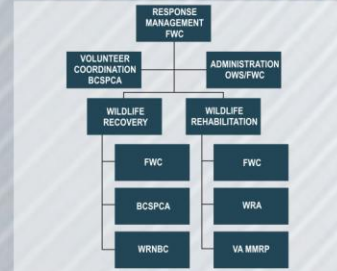 RESPONSE
MANAGEMENT
FWC
VOLUNTEER
COORDINATION
BCSPCA
ADMINISTRATION
OWS/FWC
WILDLIFE
RECOVERY
WILDLIFE
REHABILITATION
FWC
FWC
BCSPCA
WRA
WRNBC
VA MMRP